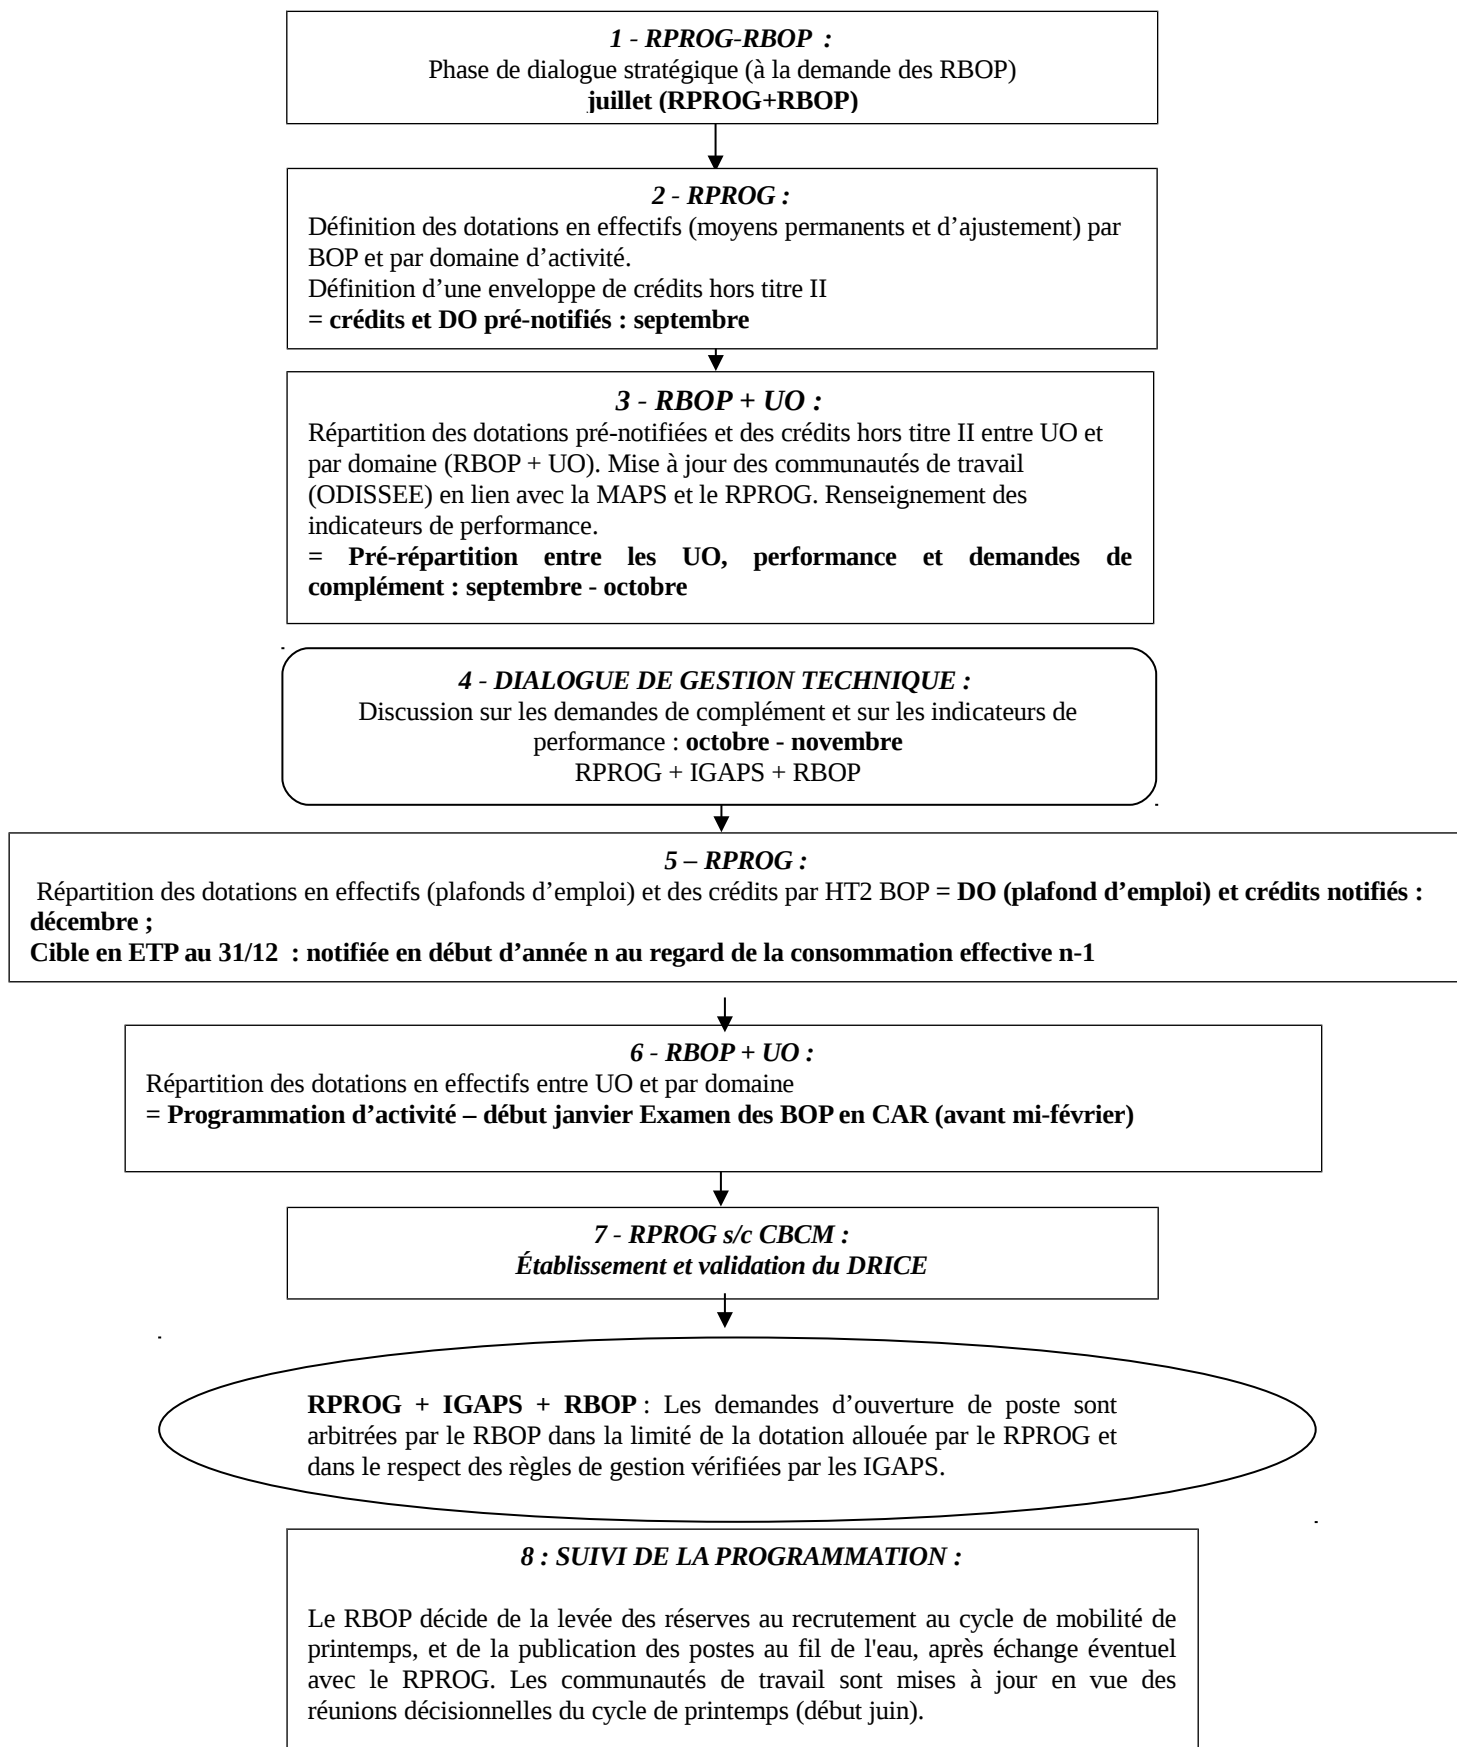 1 - RPROG-RBOP :
Phase de dialogue stratégique (à la demande des RBOP)
juillet (RPROG+RBOP)
2 - RPROG :
Définition des dotations en effectifs (moyens permanents et d’ajustement) par
BOP et par domaine d’activité.
Définition d’une enveloppe de crédits hors titre II
= crédits et DO pré-notifiés : septembre
3 - RBOP + UO :
Répartition des dotations pré-notifiées et des crédits hors titre II entre UO et
par domaine (RBOP + UO). Mise à jour des communautés de travail
(ODISSEE) en lien avec la MAPS et le RPROG. Renseignement des
indicateurs de performance.
= Pré-répartition entre les UO, performance et demandes de
complément : septembre - octobre
4 - DIALOGUE DE GESTION TECHNIQUE :
Discussion sur les demandes de complément et sur les indicateurs de
performance : octobre - novembre
RPROG + IGAPS + RBOP
5 – RPROG :
Répartition des dotations en effectifs (plafonds d’emploi) et des crédits par HT2 BOP = DO (plafond d’emploi) et crédits notifiés :
décembre ;
Cible en ETP au 31/12 : notifiée en début d’année n au regard de la consommation effective n-1
6 - RBOP + UO :
Répartition des dotations en effectifs entre UO et par domaine
= Programmation d’activité – début janvier Examen des BOP en CAR (avant mi-février)
7 - RPROG s/c CBCM :
Établissement et validation du DRICE
RPROG + IGAPS + RBOP : Les demandes d’ouverture de poste sont
arbitrées par le RBOP dans la limité de la dotation allouée par le RPROG et
dans le respect des règles de gestion vérifiées par les IGAPS.
8 : SUIVI DE LA PROGRAMMATION :
Le RBOP décide de la levée des réserves au recrutement au cycle de mobilité de
printemps, et de la publication des postes au fil de l'eau, après échange éventuel
avec le RPROG. Les communautés de travail sont mises à jour en vue des
réunions décisionnelles du cycle de printemps (début juin).